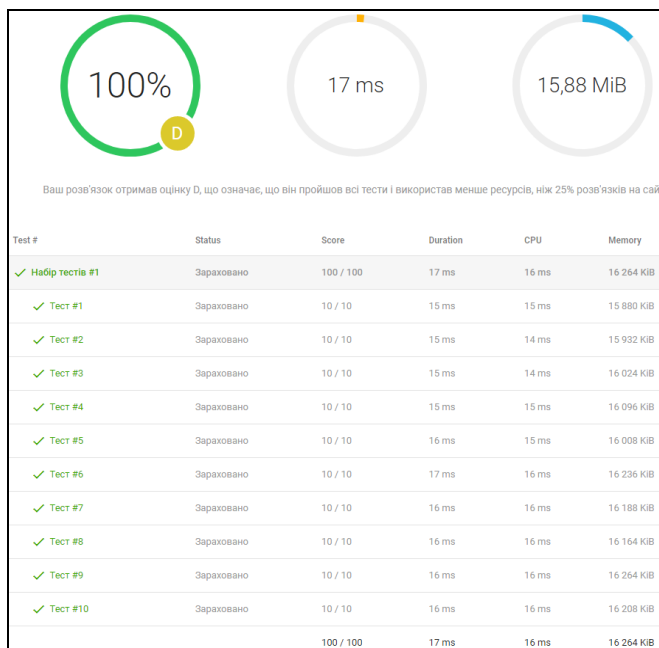 100%
D
17 ms
15,88 MiB
Ваш розв'язок отримав оцінку D, що означає, що він пройшов всі тести і використав менше ресурсів, ніж 25% розв'язків на сай
Test # Status Score Duration CPU Memory
Набір тестів #1 Зараховано 100 / 100 17 ms 16 ms 16 264 KiB
Тест #1 Зараховано 10 / 10 15 ms 15 ms 15 880 KiB
Тест #2 Зараховано 10 / 10 15 ms 14 ms 15 932 KiB
Тест #3 Зараховано 10 / 10 15 ms 14 ms 16 024 KiB
Тест #4 Зараховано 10 / 10 15 ms 15 ms 16 096 KiB
Тест #5 Зараховано 10 / 10 16 ms 15 ms 16 008 KiB
Тест #6 Зараховано 10 / 10 17 ms 16 ms 16 236 KiB
Тест #7 Зараховано 10 / 10 16 ms 16 ms 16 188 KiB
Тест #8 Зараховано 10 / 10 16 ms 16 ms 16 164 KiB
Тест #9 Зараховано 10 / 10 16 ms 16 ms 16 264 KiB
Тест #10 Зараховано 10 / 10 16 ms 16 ms 16 208 KiB
100 / 100 17 ms 16 ms 16 264 KiB